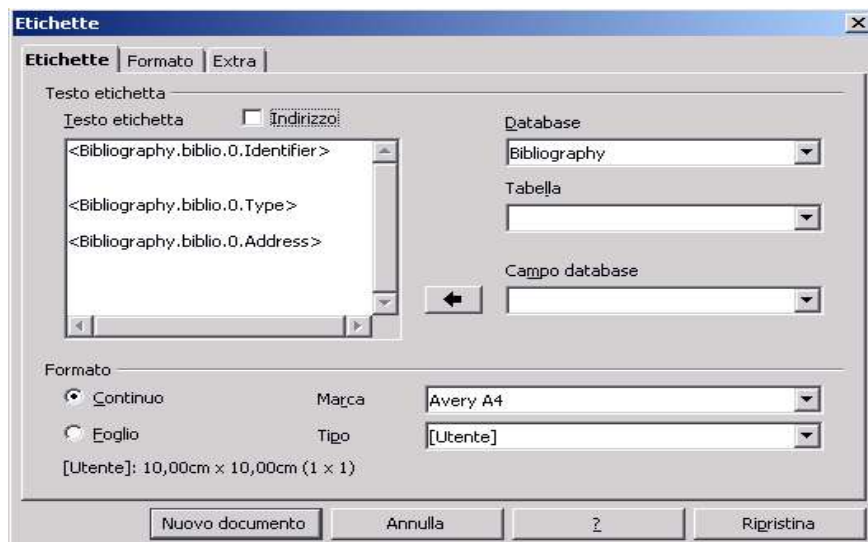 Etichette
Etichette Formato Extra
Testo etichetta
Testo etichetta Indirizzo
<Bibliography.biblio.0.Identifier>
<Bibliography.biblio.0.Type>
<Bibliography.biblio.0.Address>
Database
Bibliography
Tabella
Campo database
Formato
Continuo Marca Avery A4
Foglio Tipo [Utente]
[Utente]: 10,00cm x 10,00cm (1 x 1)
Nuovo documento Annulla ? Ripristina